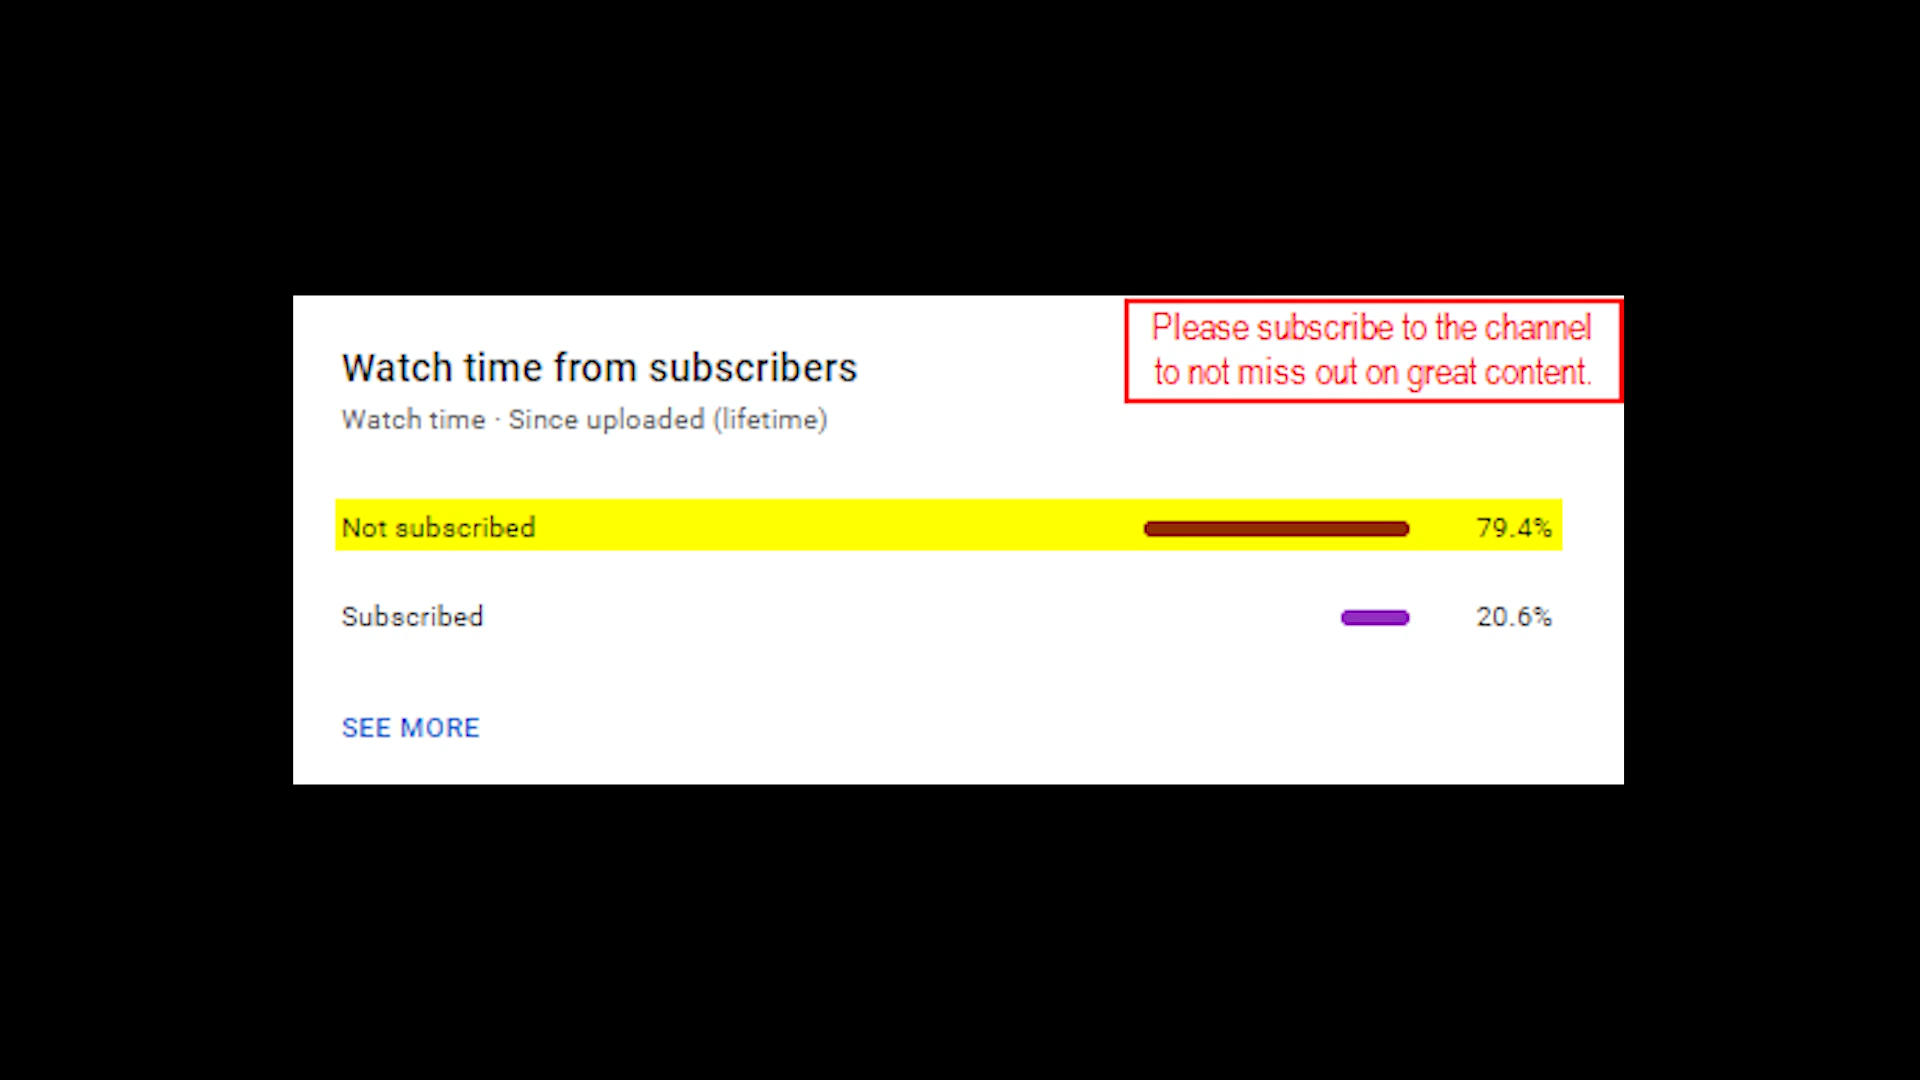 Please subscribe to the channel
to not miss out on great content.
Watch time from subscribers
Watch time · Since uploaded (lifetime)
Not subscribed 79.4%
Subscribed 20.6%
SEE MORE